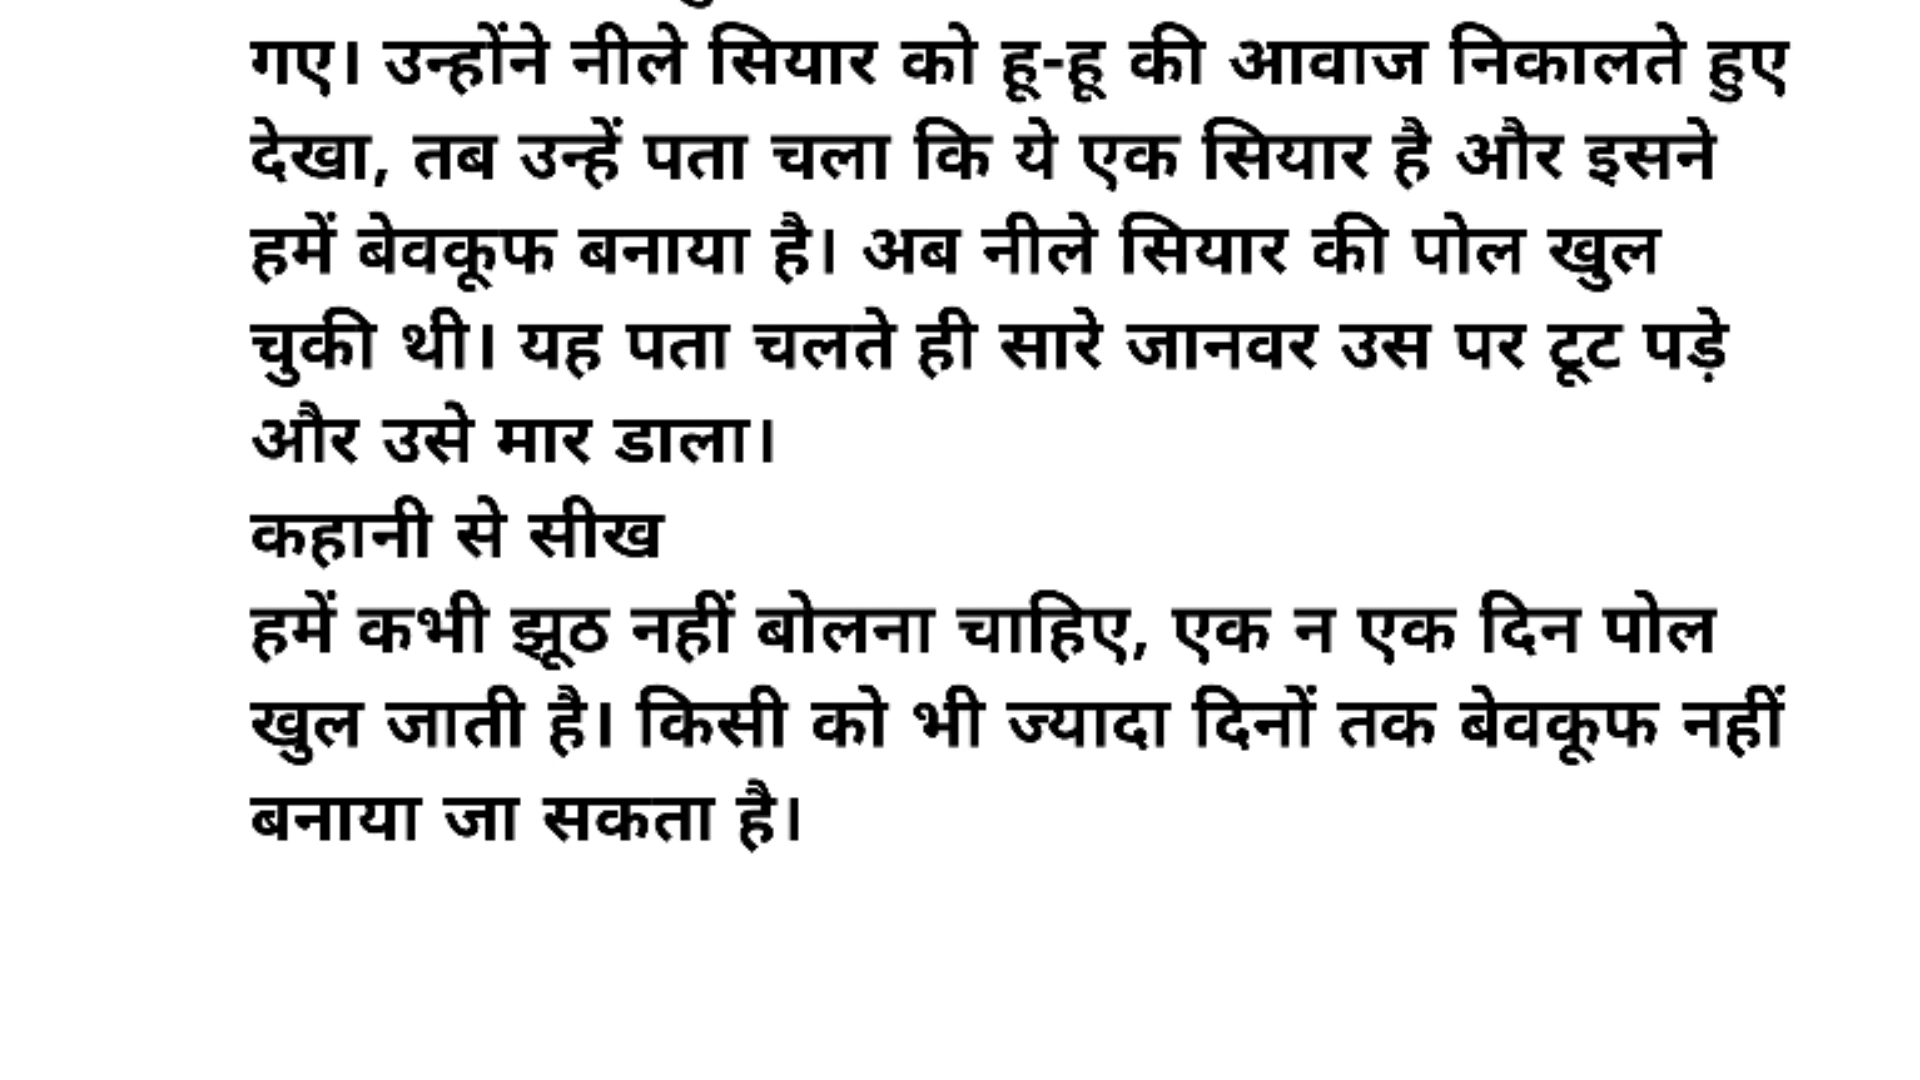 गए। उन्होंने नीले सियार को हू-हू की आवाज निकालते हुए
देखा, तब उन्हें पता चला कि ये एक सियार है और इसने
हमें बेवकूफ बनाया है। अब नीले सियार की पोल खुल
चुकी थी। यह पता चलते ही सारे जानवर उस पर टूट पड़े
और उसे मार डाला।
कहानी से सीख
हमें कभी झूठ नहीं बोलना चाहिए, एक न एक दिन पोल
खुल जाती है। किसी को भी ज्यादा दिनों तक बेवकूफ नहीं
बनाया जा सकता है।